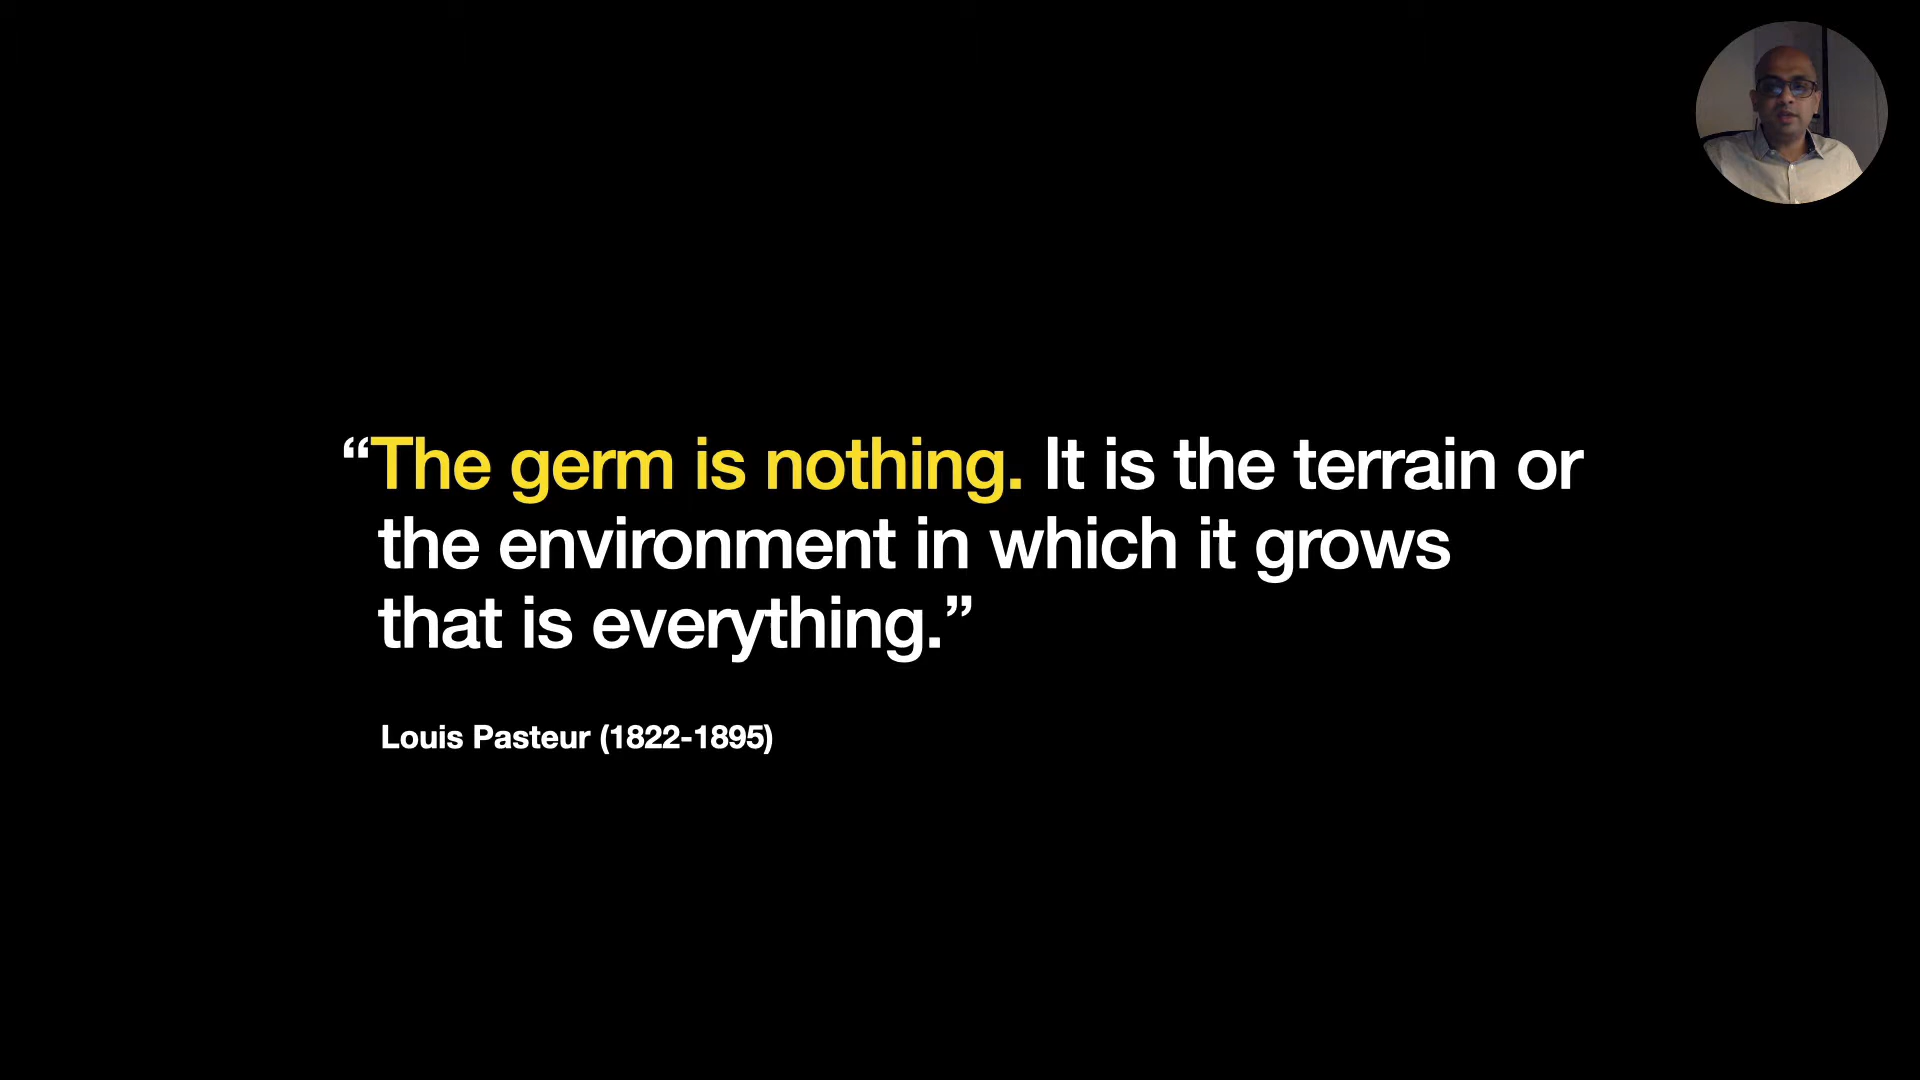 “The germ is nothing. It is the terrain or
the environment in which it grows
that is everything.”
Louis Pasteur (1822-1895)